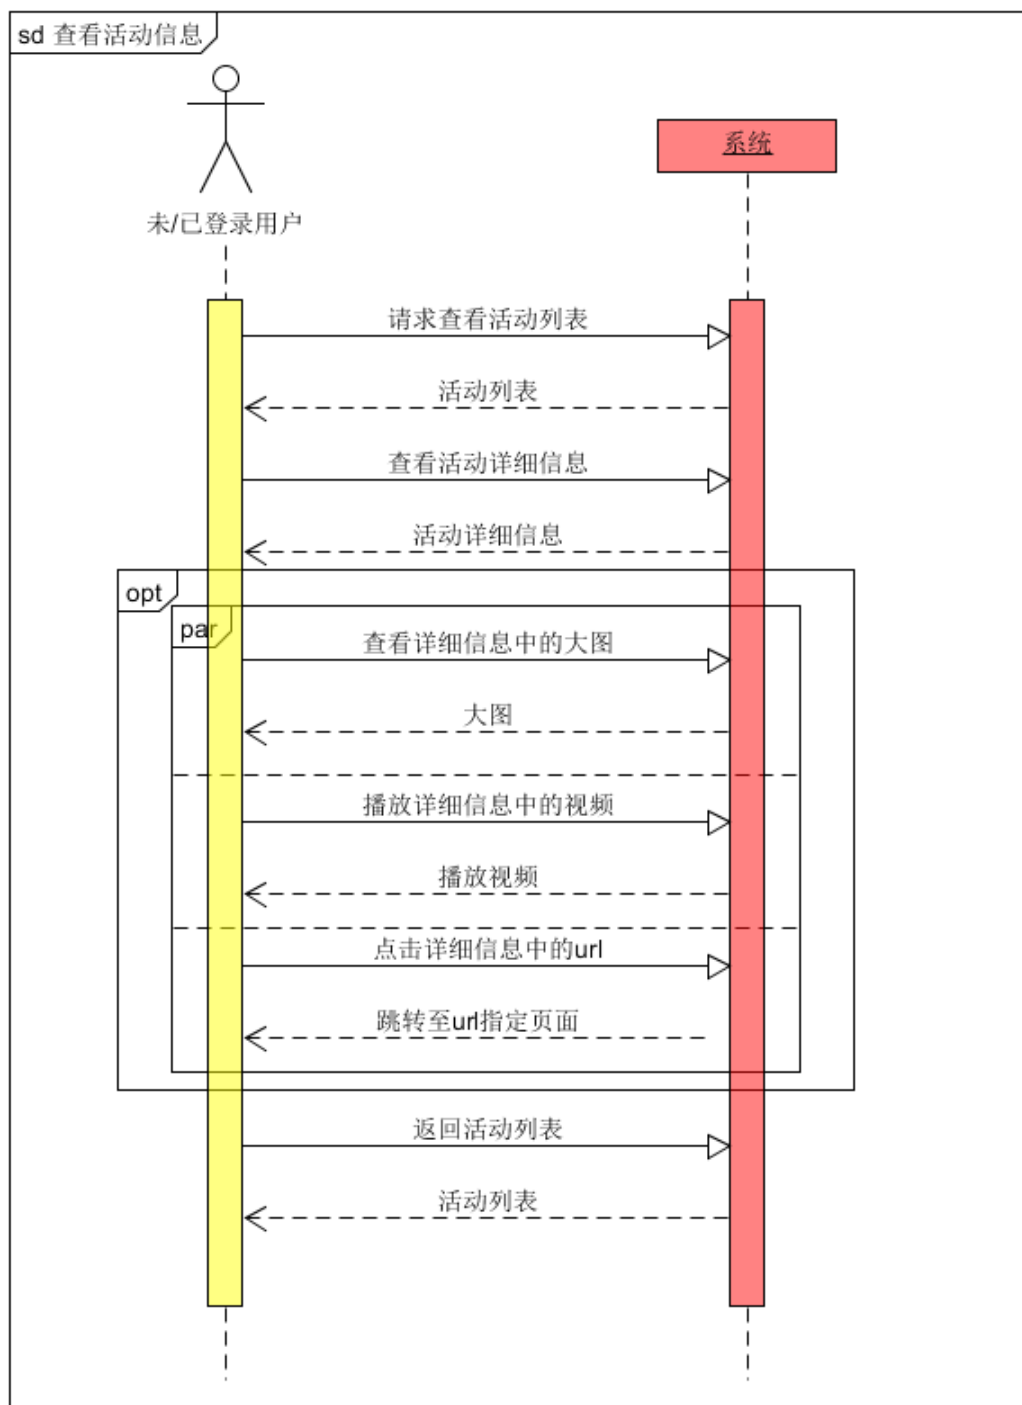 sd 查看活动信息
系统
未/已登录用户
请求查看活动列表
活动列表
查看活动详细信息
活动详细信息
opt
par
查看详细信息中的大图
大图
播放详细信息中的视频
播放视频
点击详细信息中的url
跳转至url指定页面
返回活动列表
活动列表